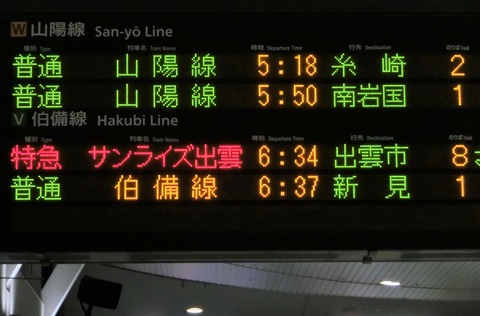 W 山陽線 San-yō Line
種別 Type 列車名 Train Name 時刻 Departure Time 行先 Destination のりば Track
普通 山陽線 5:18 糸崎 2
普通 山陽線 5:50 南岩国 1
V 伯備線 Hakubi Line
種別 Type 列車名 Train Name 時刻 Departure Time 行先 Destination のりば Track
特急 サンライズ出雲 6:34 出雲市 8
普通 伯備線 6:37 新見 1